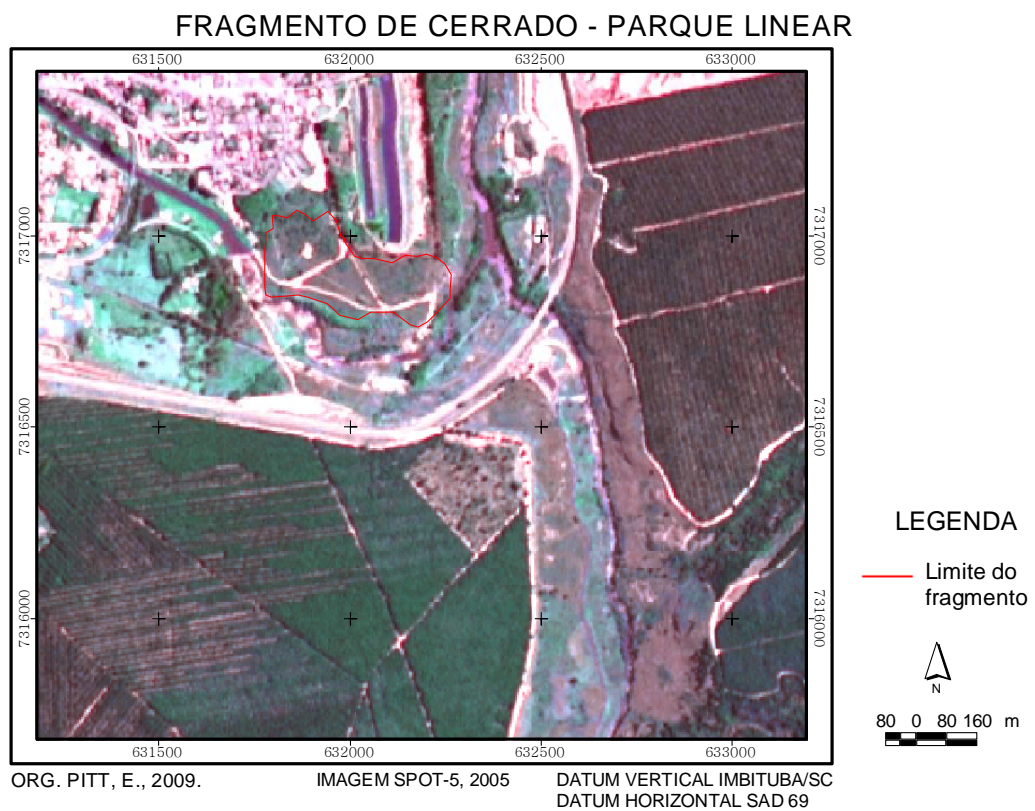 FRAGMENTO DE CERRADO - PARQUE LINEAR
631500 632000 632500 633000
7317000 7317000
7316500 7316500
7316000 7316000
631500 632000 632500 633000
LEGENDA
Limite do
fragmento
N
80 0 80 160 m
ORG. PITT, E., 2009. IMAGEM SPOT-5, 2005 DATUM VERTICAL IMBITUBA/SC
DATUM HORIZONTAL SAD 69